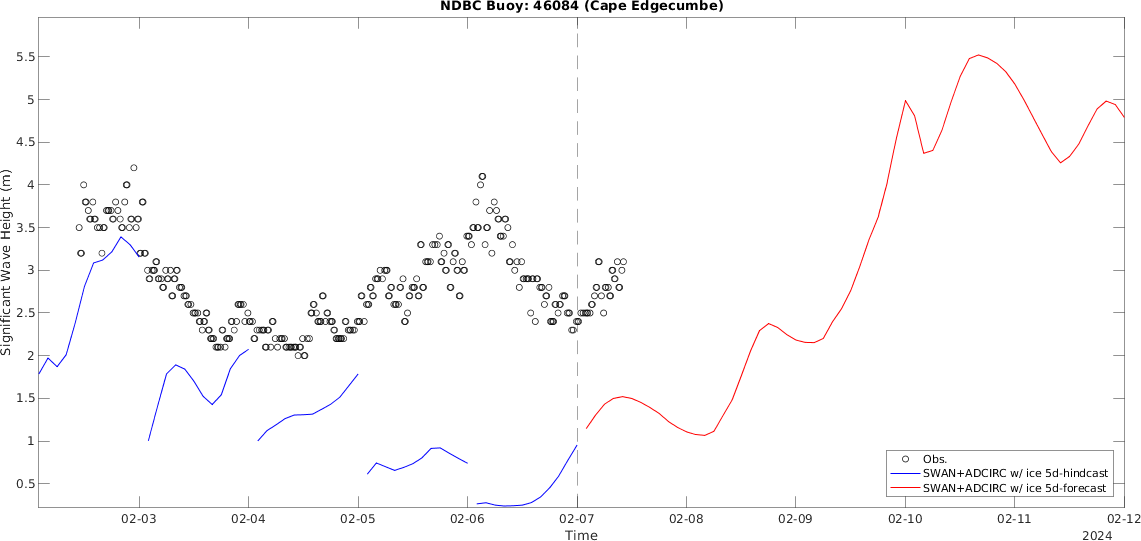 NDBC Buoy: 46084 (Cape Edgecumbe)
Significant Wave Height (m)
5.5
5
4.5
4
3.5
3
2.5
2
1.5
1
0.5
Obs.
SWAN+ADCIRC w/ ice 5d-hindcast
SWAN+ADCIRC w/ ice 5d-forecast
02-03 02-04 02-05 02-06 02-07 02-08 02-09 02-10 02-11 02-12
Time
2024